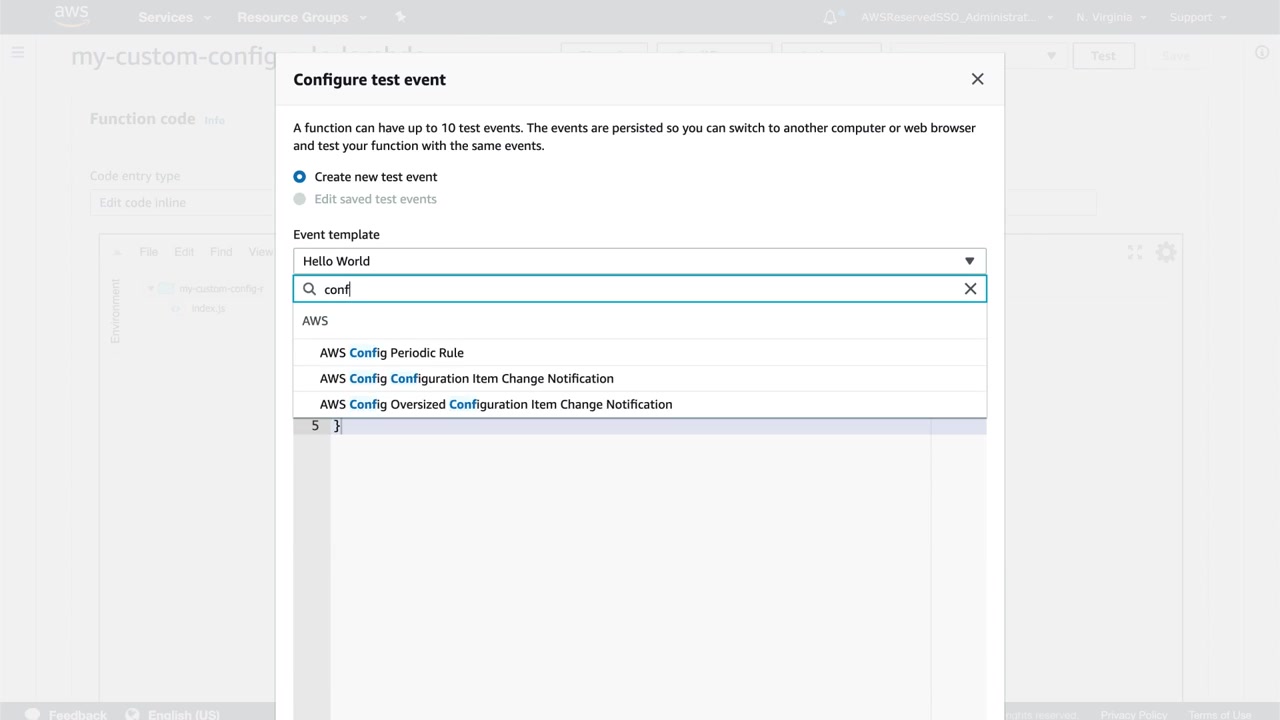 aws Services Resource Groups AWSReservedSSO_Administrat... N. Virginia Support
my-custom-config
Test Save
Configure test event
Function code Info
A function can have up to 10 test events. The events are persisted so you can switch to another computer or web browser
and test your function with the same events.
Code entry type
Create new test event
Edit code inline
Edit saved test events
Event template
File Edit Find View
Hello World
Environment
my-custom-config-r
conf
index.js
AWS
AWS Config Periodic Rule
AWS Config Configuration Item Change Notification
AWS Config Oversized Configuration Item Change Notification
5 }
Feedback English (US) rights reserved. Privacy Policy Terms of Use